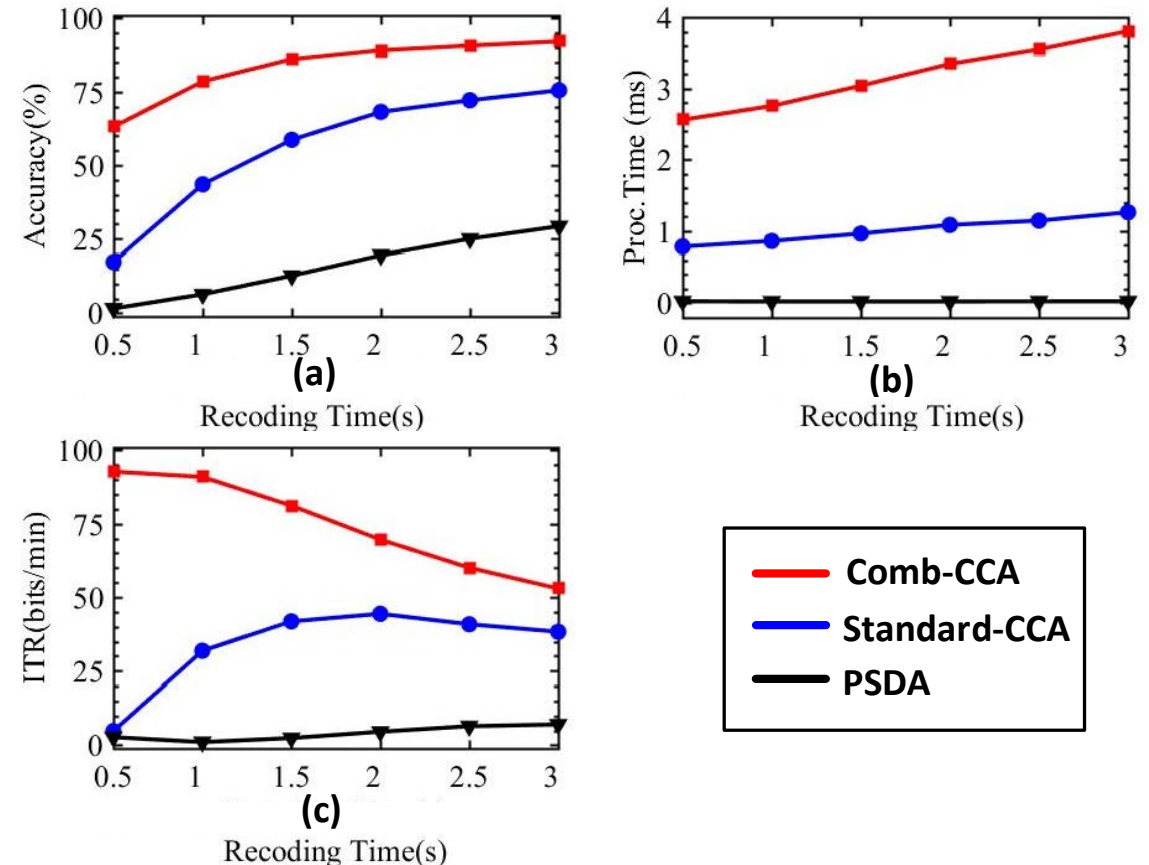 Accuracy(%)
100
75
50
25
0
0.5 1 1.5 2 2.5 3
(a)
Recoding Time(s)
Proc.Time (ms)
4
3
2
1
0
0.5 1 1.5 2 2.5 3
(b)
Recoding Time(s)
ITR(bits/min)
100
75
50
25
0
0.5 1 1.5 2 2.5 3
(c)
Recoding Time(s)
Comb-CCA
Standard-CCA
PSDA